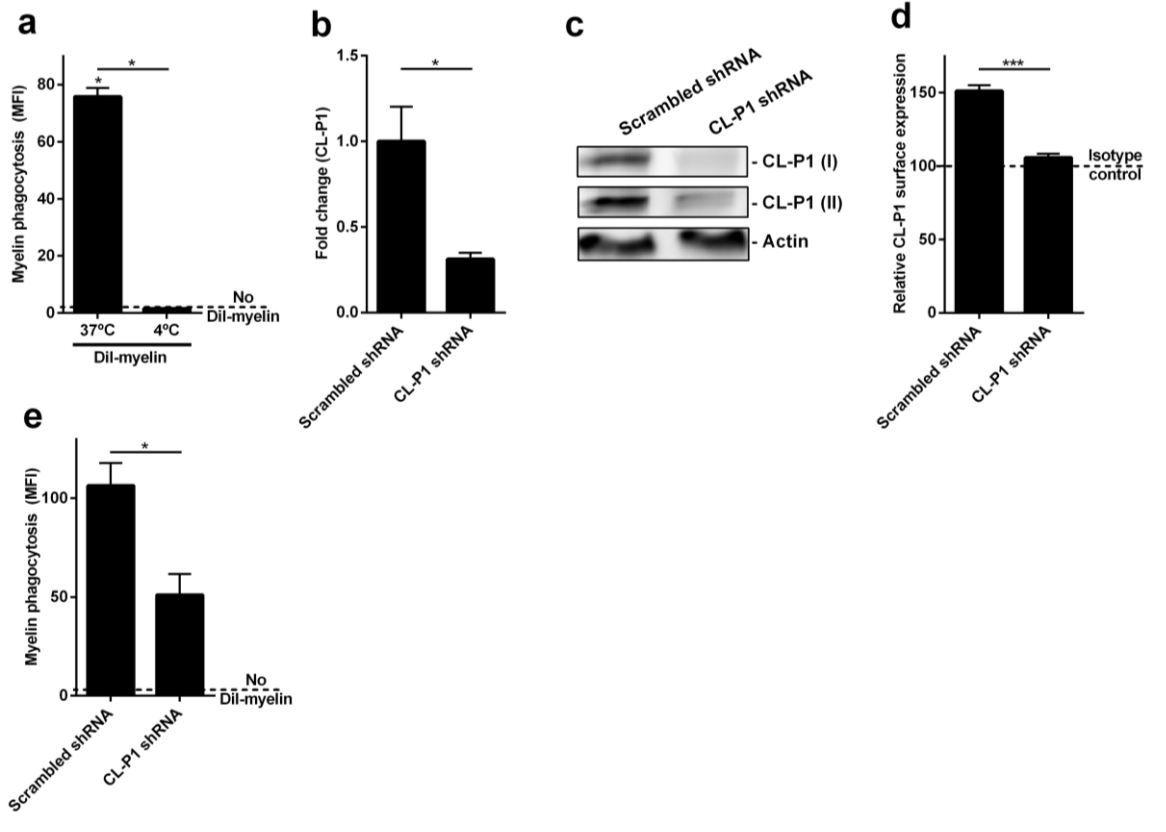 a
Myelin phagocytosis (MFI)
80
60
40
20
0
*
*
No
DiI-myelin
37ºC
4ºC
DiI-myelin
b
Fold change (CL-P1)
1.5
1.0
0.5
0.0
*
Scrambled shRNA
CL-P1 shRNA
c
Scrambled shRNA
CL-P1 shRNA
- CL-P1 (I)
- CL-P1 (II)
- Actin
d
Relative CL-P1 surface expression
150
100
50
0
***
Isotype
control
Scrambled shRNA
CL-P1 shRNA
e
Myelin phagocytosis (MFI)
100
50
0
*
No
DiI-myelin
Scrambled shRNA
CL-P1 shRNA